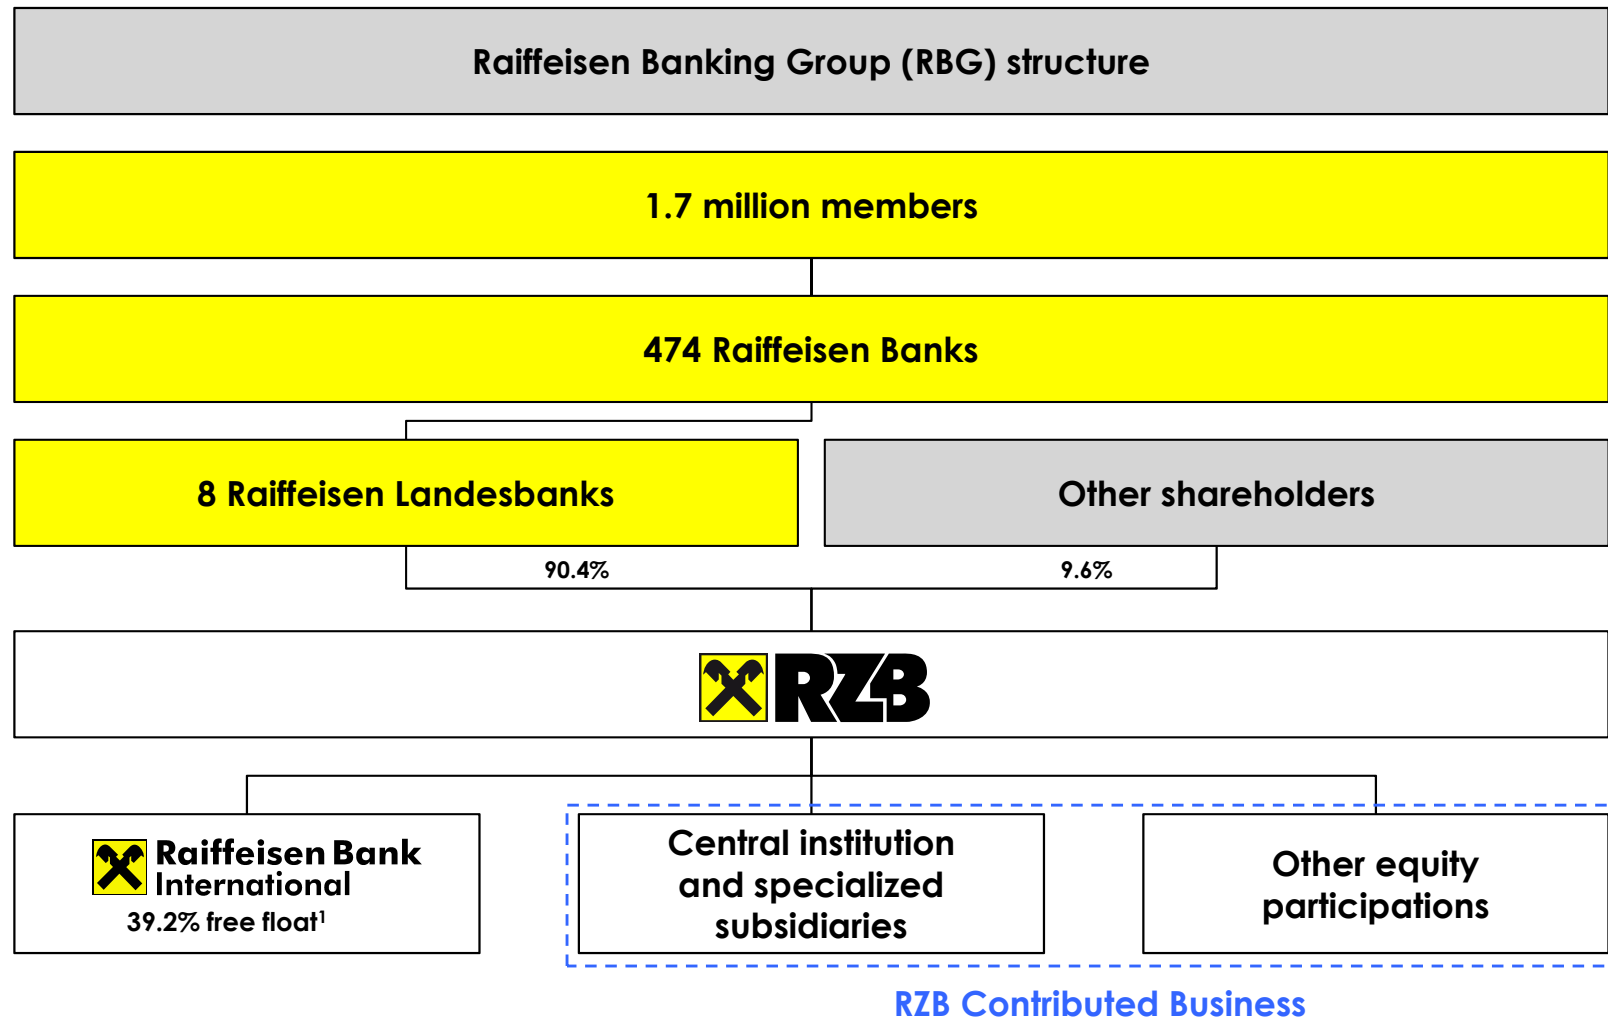 Raiffeisen Banking Group (RBG) structure
1.7 million members
474 Raiffeisen Banks
8 Raiffeisen Landesbanks
Other shareholders
90.4%
9.6%
RZB
Raiffeisen Bank
International
39.2% free float¹
Central institution
and specialized
subsidiaries
Other equity
participations
RZB Contributed Business